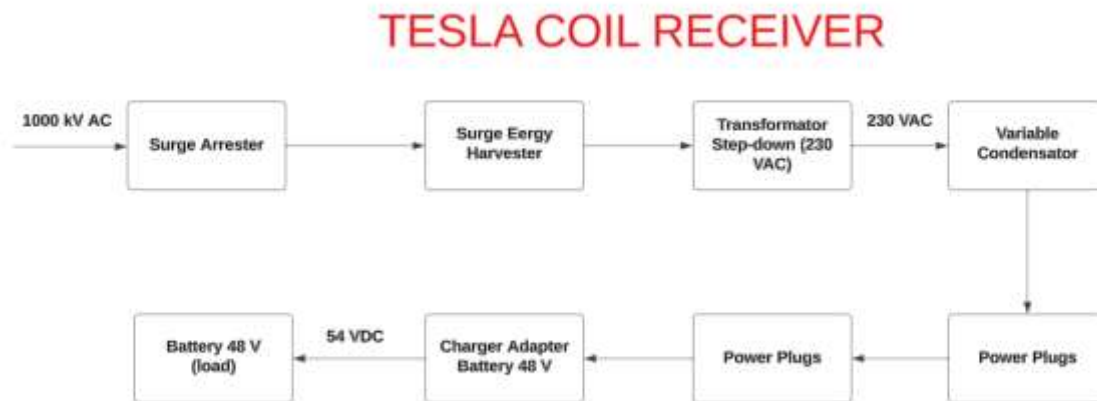 TESLA COIL RECEIVER
1000 kV AC
Surge Arrester
Surge Eergy
Harvester
Transformator
Step-down (230
VAC)
230 VAC
Variable
Condensator
Battery 48 V
(load)
54 VDC
Charger Adapter
Battery 48 V
Power Plugs
Power Plugs